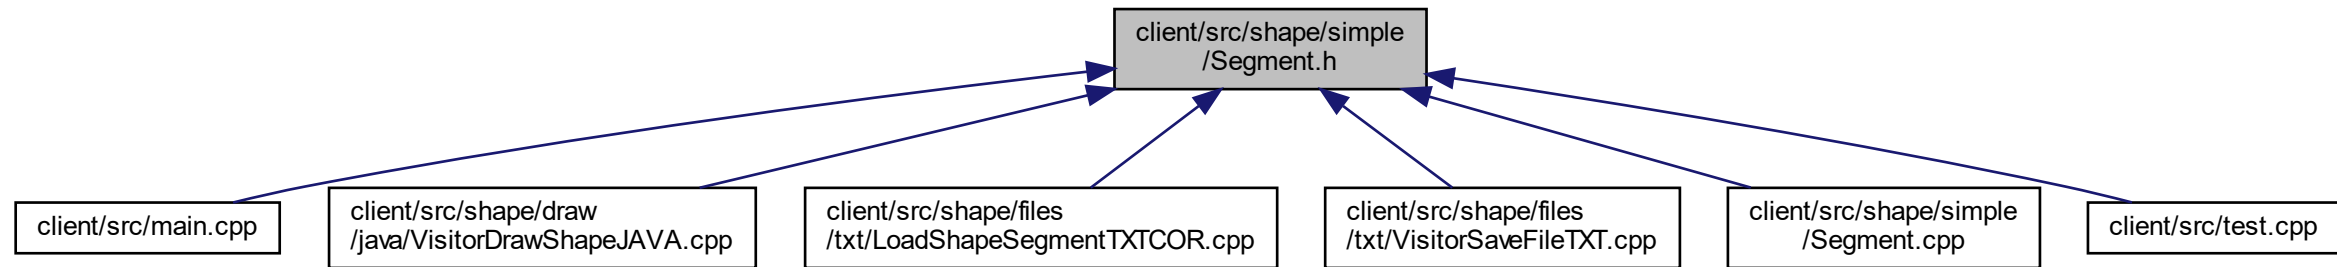 client/src/shape/simple
/Segment.h
client/src/main.cpp
client/src/shape/draw
/java/VisitorDrawShapeJAVA.cpp
client/src/shape/files
/txt/LoadShapeSegmentTXTCOR.cpp
client/src/shape/files
/txt/VisitorSaveFileTXT.cpp
client/src/shape/simple
/Segment.cpp
client/src/test.cpp